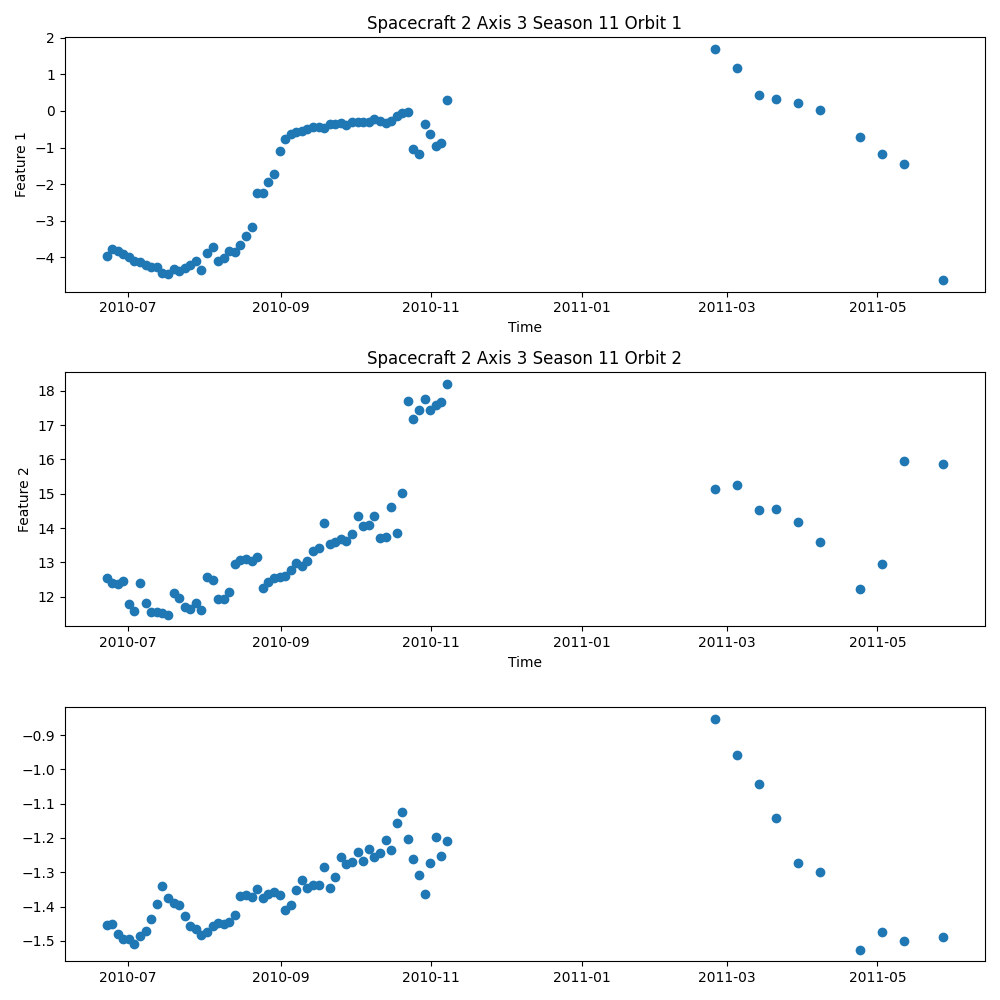 Spacecraft 2 Axis 3 Season 11 Orbit 1
2
1
0
−1
−2
−3
−4
Feature 1
2010-07 2010-09 2010-11 2011-01 2011-03 2011-05
Time
Spacecraft 2 Axis 3 Season 11 Orbit 2
18
17
16
15
14
13
12
Feature 2
2010-07 2010-09 2010-11 2011-01 2011-03 2011-05
Time
−0.9
−1.0
−1.1
−1.2
−1.3
−1.4
−1.5
2010-07 2010-09 2010-11 2011-01 2011-03 2011-05